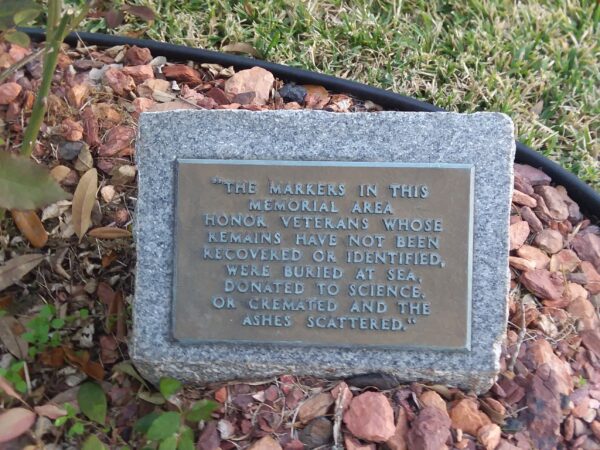 "THE MARKERS IN THIS
MEMORIAL AREA
HONOR VETERANS WHOSE
REMAINS HAVE NOT BEEN
RECOVERED OR IDENTIFIED,
WERE BURIED AT SEA,
DONATED TO SCIENCE,
OR CREMATED AND THE
ASHES SCATTERED."